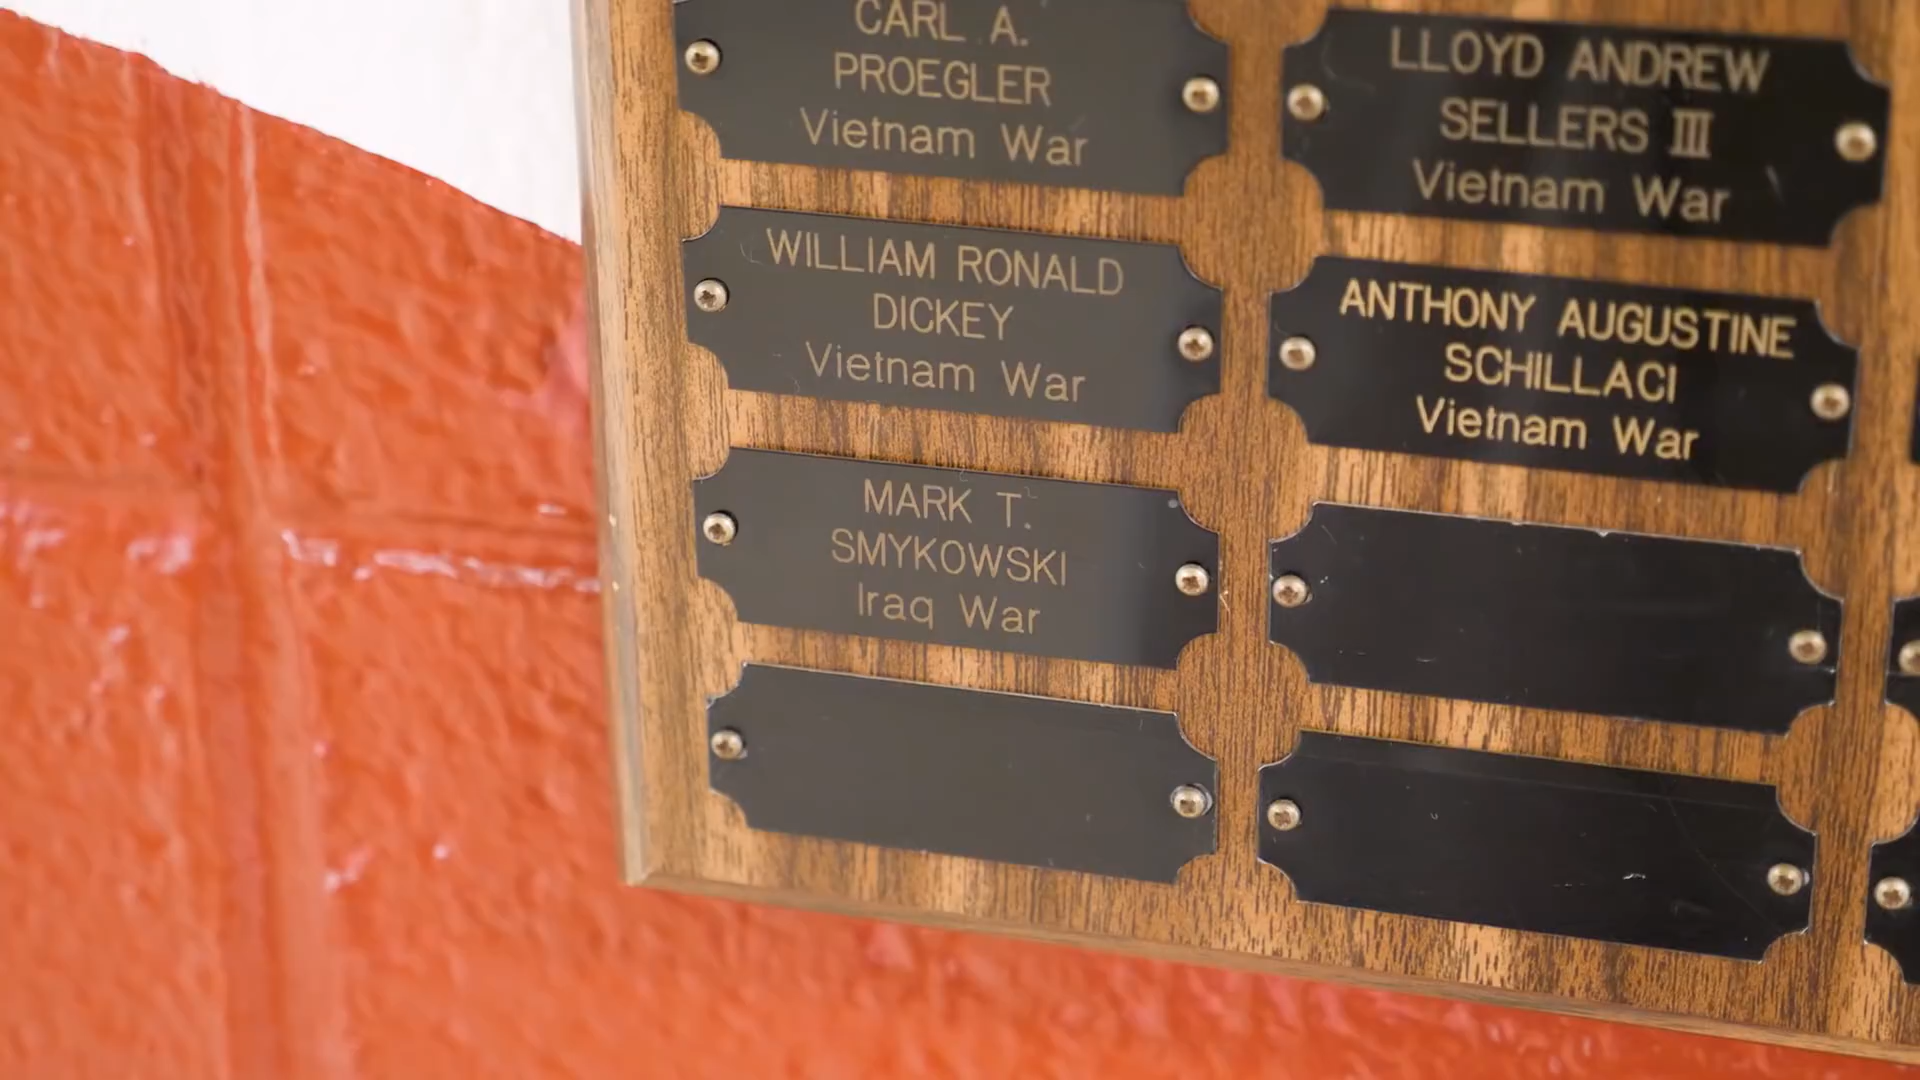 CARL A.
PROEGLER
Vietnam War
WILLIAM RONALD
DICKEY
Vietnam War
MARK T.
SMYKOWSKI
Iraq War
LLOYD ANDREW
SELLERS III
Vietnam War
ANTHONY AUGUSTINE
SCHILLACI
Vietnam War